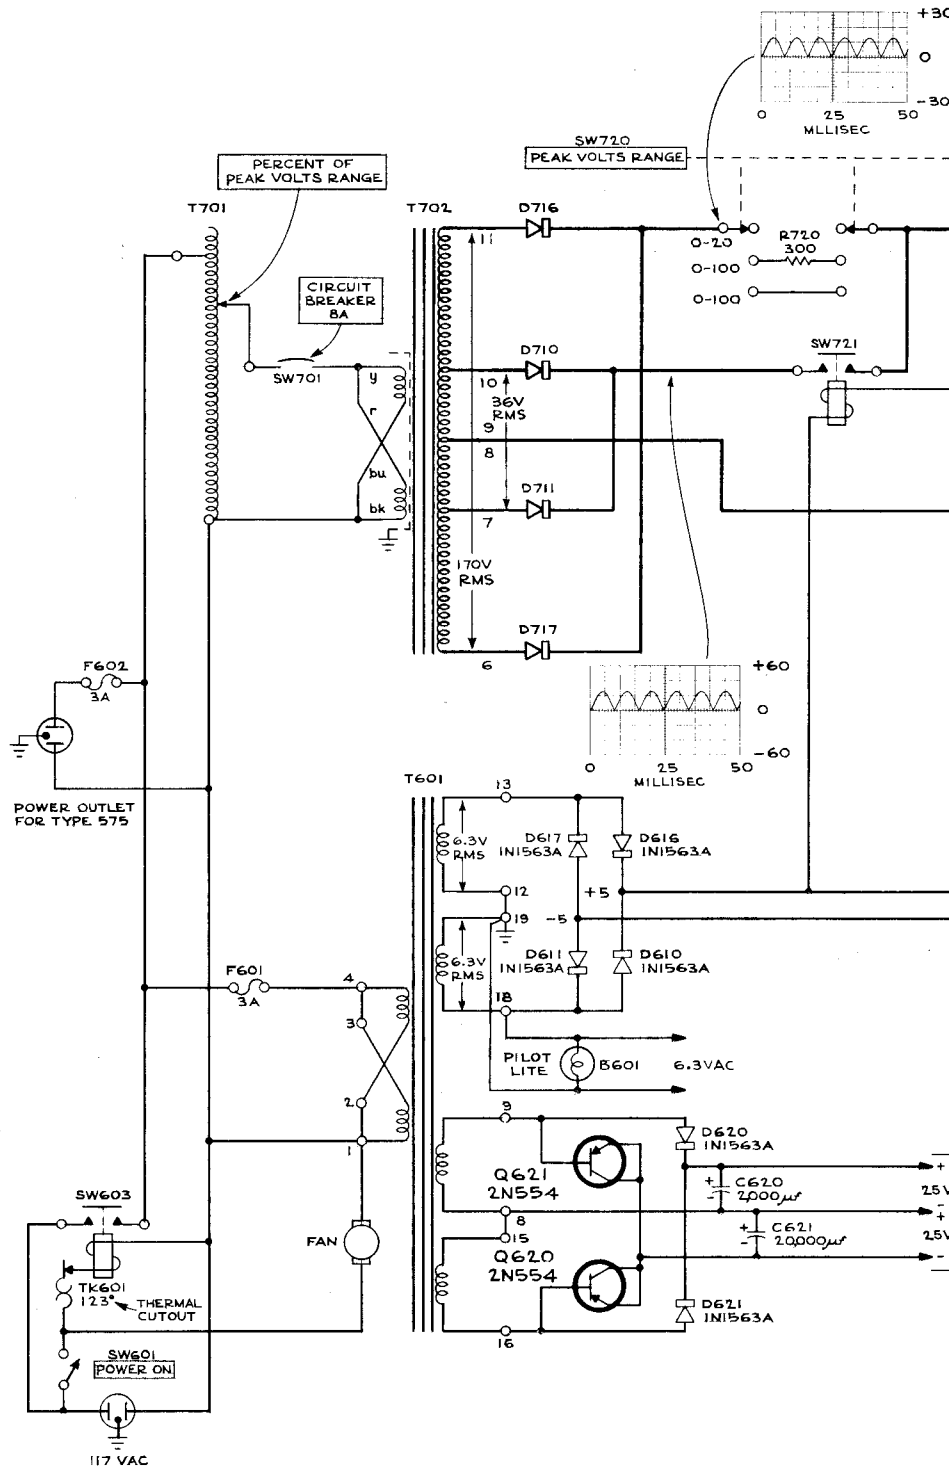 +30
0
-30
0 25 50
MLLISEC
SW720
PEAK VOLTS RANGE
PERCENT OF
PEAK VOLTS RANGE
T701
T702
D716
11
0-20
R720
300
0-100
0-100
CIRCUIT
BREAKER
8A
SW701
y
r
bu
bk
D710
10
36V
RMS
9
8
SW721
D711
7
170V
RMS
D717
6
F602
3A
POWER OUTLET
FOR TYPE 575
+60
0
-60
0 25 50
MILLISEC
T601
13
6.3V
RMS
D617
1N1563A
D616
1N1563A
12
+5
19
-5
6.3V
RMS
D611
1N1563A
D610
1N1563A
18
F601
3A
4
3
2
1
PILOT
LITE
B601
6.3VAC
9
D620
1N1563A
Q621
2N554
+
-
C620
2,000µf
+
25V
-
8
15
+
-
C621
20,000µf
+
25V
-
Q620
2N554
D621
1N1563A
16
FAN
SW603
TK601
123°
THERMAL
CUTOUT
SW601
POWER ON
117 VAC